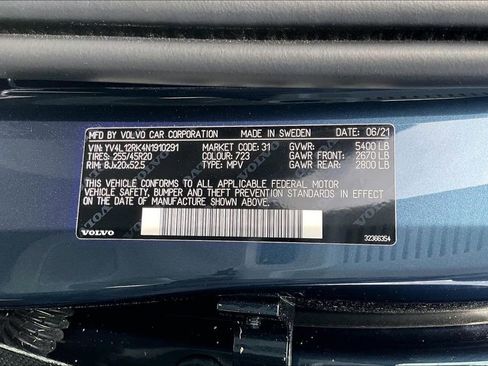 MFD BY VOLVO CAR CORPORATION MADE IN SWEDEN 06/21
VIN: YV4L12RK4N1910291 MARKET CODE: 31 GVWR: 5400 LB
TIRES: 255/45R20 COLOUR: 723 GAWR FRONT: 2670 LB
RIM: 8Jx20x52.5 TYPE: MPV GAWR REAR: 2800 LB
THIS VEHICLE CONFORMS TO ALL APPLICABLE FEDERAL MOTOR
VEHICLE SAFETY, BUMPER AND THEFT PREVENTION STANDARDS IN EFFECT
ON THE DATE OF MANUFACTURE SHOWN ABOVE.
VOLVO 32366354